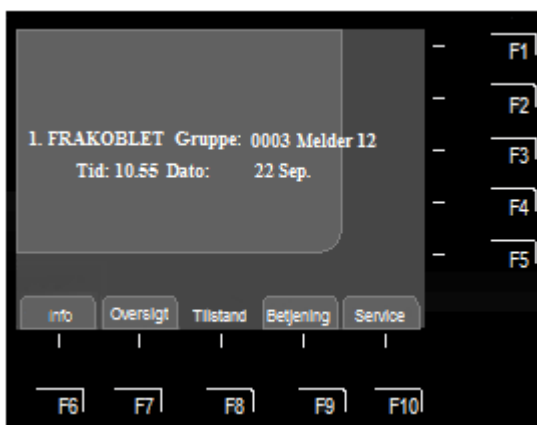 F1
F2
1. FRAKOBLET Gruppe: 0003 Melder 12
F3
Tid: 10.55 Dato: 22 Sep.
F4
F5
Info Oversigt Tilstand Betjening Service
F6 F7 F8 F9 F10